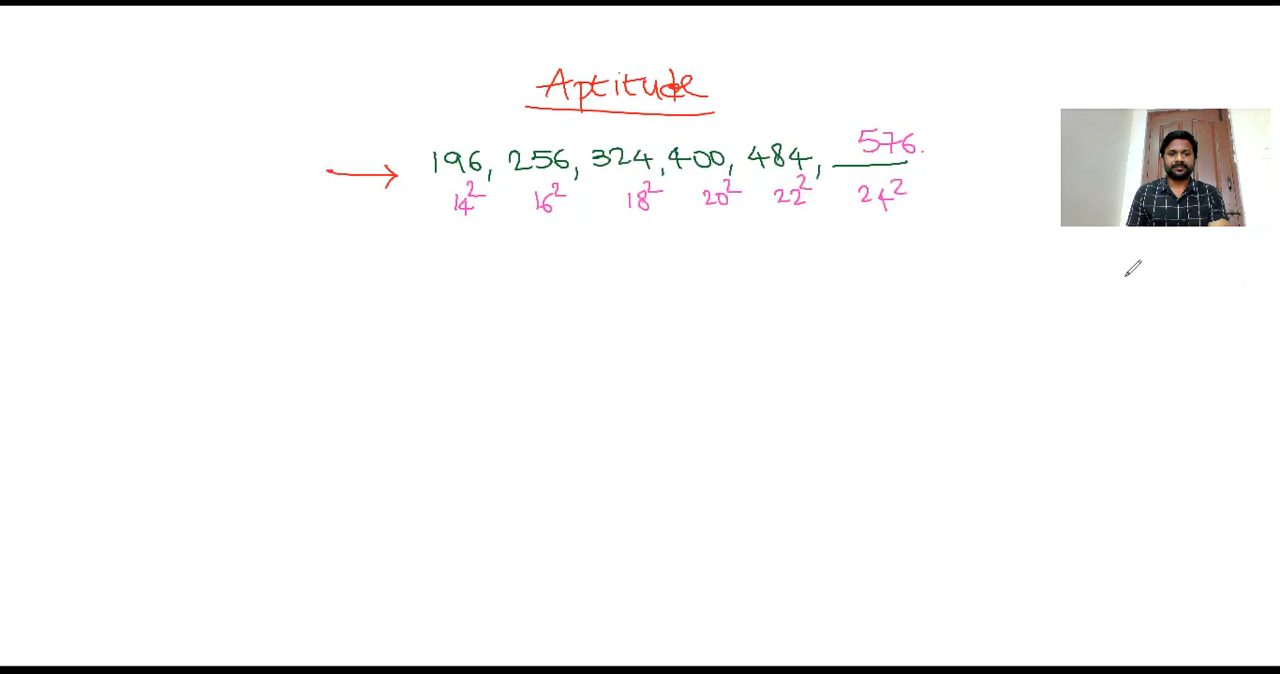 Aptitude
196, 256, 324, 400, 484, 576.
14² 16² 18² 20² 22² 24²